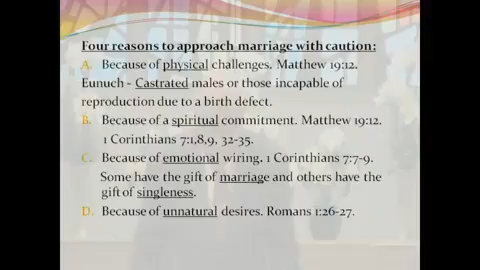 Four reasons to approach marriage with caution:
A. Because of physical challenges. Matthew 19:12.
Eunuch - Castrated males or those incapable of
reproduction due to a birth defect.
B. Because of a spiritual commitment. Matthew 19:12.
1 Corinthians 7:1,8,9, 32-35.
C. Because of emotional wiring. 1 Corinthians 7:7-9.
Some have the gift of marriage and others have the
gift of singleness.
D. Because of unnatural desires. Romans 1:26-27.